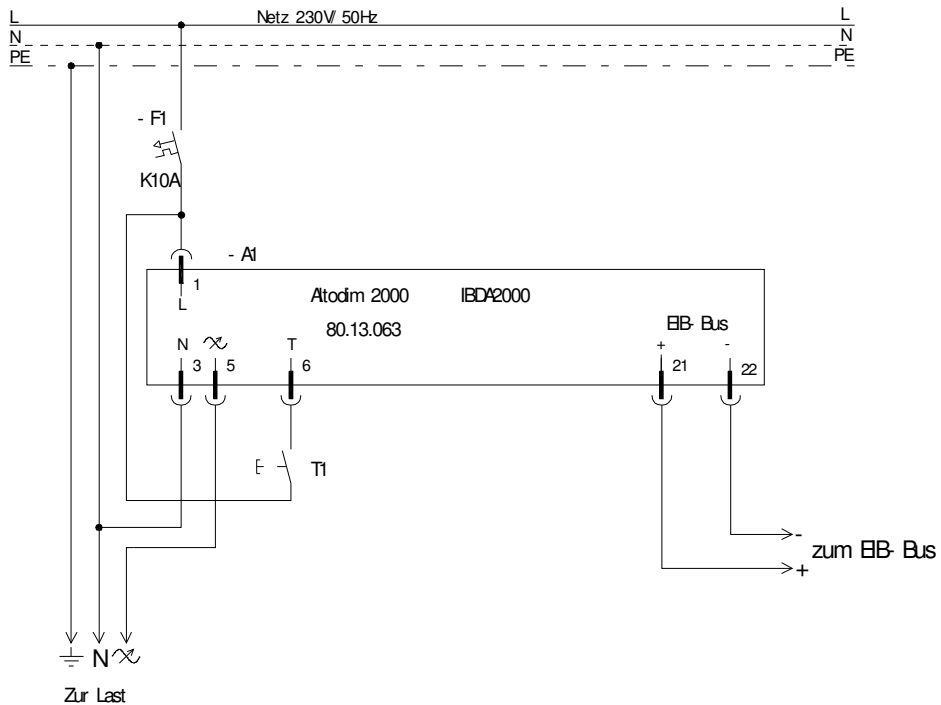 L Netz 230V/ 50Hz L
N N
PE PE
- F1
K10A
- A1
1
L
Altodim 2000 IBDA2000
80.13.063
EIB- Bus
N T + -
3 5 6 21 22
T1
-
zum EIB- Bus
+
N
Zur Last